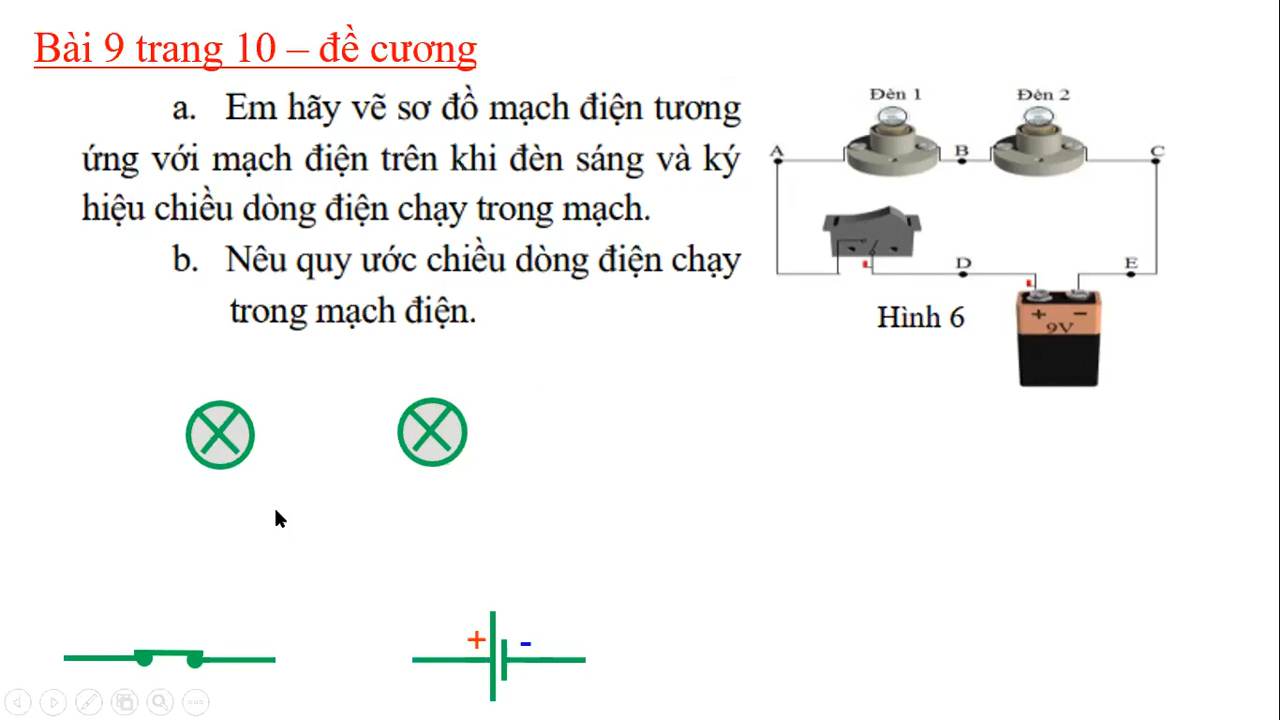 Bài 9 trang 10 – đề cương
a. Em hãy vẽ sơ đồ mạch điện tương
ứng với mạch điện trên khi đèn sáng và ký
hiệu chiều dòng điện chạy trong mạch.
b. Nêu quy ước chiều dòng điện chạy
trong mạch điện.
Đèn 1 Đèn 2
A B C
D E
Hình 6
+ -
9V
+ -